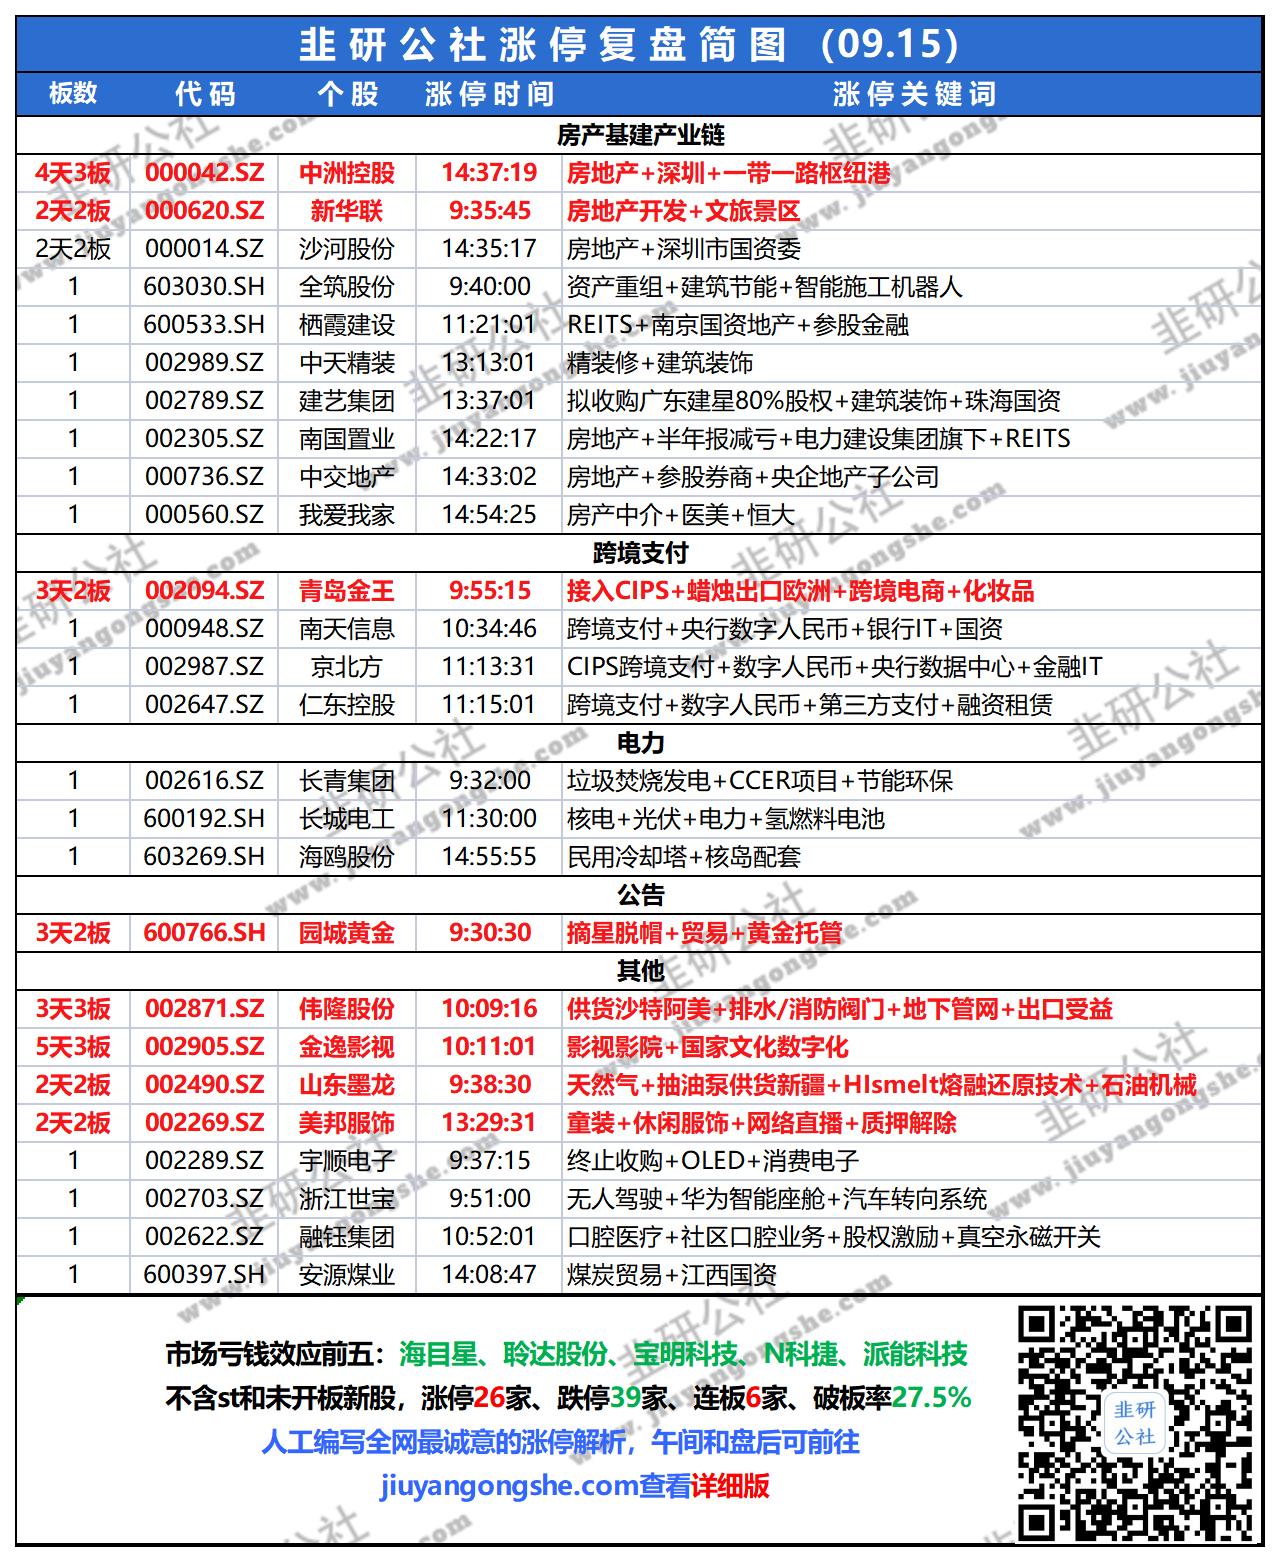 韭研公社涨停复盘简图 (09.15)
板数 代码 个股 涨停时间 涨停关键词
房产基建产业链
4天3板 000042.SZ 中洲控股 14:37:19 房地产+深圳+一带一路枢纽港
2天2板 000620.SZ 新华联 9:35:45 房地产开发+文旅景区
2天2板 000014.SZ 沙河股份 14:35:17 房地产+深圳市国资委
1 603030.SH 全筑股份 9:40:00 资产重组+建筑节能+智能施工机器人
1 600533.SH 栖霞建设 11:21:01 REITS+南京国资地产+参股金融
1 002989.SZ 中天精装 13:13:01 精装修+建筑装饰
1 002789.SZ 建艺集团 13:37:01 拟收购广东建星80%股权+建筑装饰+珠海国资
1 002305.SZ 南国置业 14:22:17 房地产+半年报减亏+电力建设集团旗下+REITS
1 000736.SZ 中交地产 14:33:02 房地产+参股券商+央企地产子公司
1 000560.SZ 我爱我家 14:54:25 房产中介+医美+恒大
跨境支付
3天2板 002094.SZ 青岛金王 9:55:15 接入CIPS+蜡烛出口欧洲+跨境电商+化妆品
1 000948.SZ 南天信息 10:34:46 跨境支付+央行数字人民币+银行IT+国资
1 002987.SZ 京北方 11:13:31 CIPS跨境支付+数字人民币+央行数据中心+金融IT
1 002647.SZ 仁东控股 11:15:01 跨境支付+数字人民币+第三方支付+融资租赁
电力
1 002616.SZ 长青集团 9:32:00 垃圾焚烧发电+CCER项目+节能环保
1 600192.SH 长城电工 11:30:00 核电+光伏+电力+氢燃料电池
1 603269.SH 海鸥股份 14:55:55 民用冷却塔+核岛配套
公告
3天2板 600766.SH 园城黄金 9:30:30 摘星脱帽+贸易+黄金托管
其他
3天3板 002871.SZ 伟隆股份 10:09:16 供货沙特阿美+排水/消防阀门+地下管网+出口受益
5天3板 002905.SZ 金逸影视 10:11:01 影视影院+国家文化数字化
2天2板 002490.SZ 山东墨龙 9:38:30 天然气+抽油泵供货新疆+HIsmelt熔融还原技术+石油机械
2天2板 002269.SZ 美邦服饰 13:29:31 童装+休闲服饰+网络直播+质押解除
1 002289.SZ 宇顺电子 9:37:15 终止收购+OLED+消费电子
1 002703.SZ 浙江世宝 9:51:00 无人驾驶+华为智能座舱+汽车转向系统
1 002622.SZ 融钰集团 10:52:01 口腔医疗+社区口腔业务+股权激励+真空永磁开关
1 600397.SH 安源煤业 14:08:47 煤炭贸易+江西国资
市场亏钱效应前五：海目星、聆达股份、宝明科技、N科捷、派能科技
不含st和未开板新股，涨停26家、跌停39家、连板6家、破板率27.5%
人工编写全网最诚意的涨停解析，午间和盘后可前往
jiuyangongshe.com查看详细版
韭研
公社